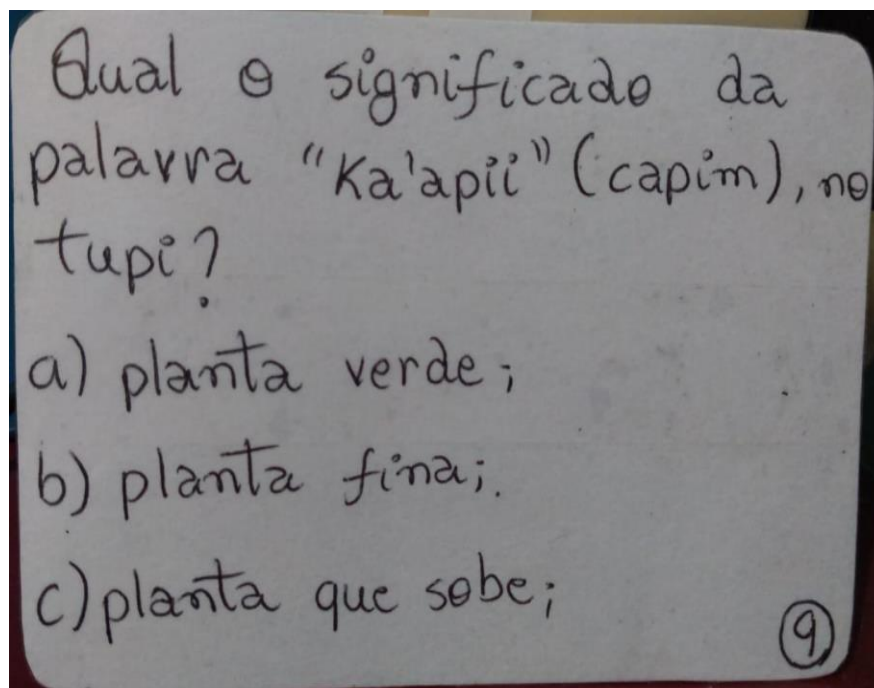 Qual o significado da
palavra "Ka'apii" (capim), no
tupi?
a) planta verde;
b) planta fina;.
c) planta que sobe;
9